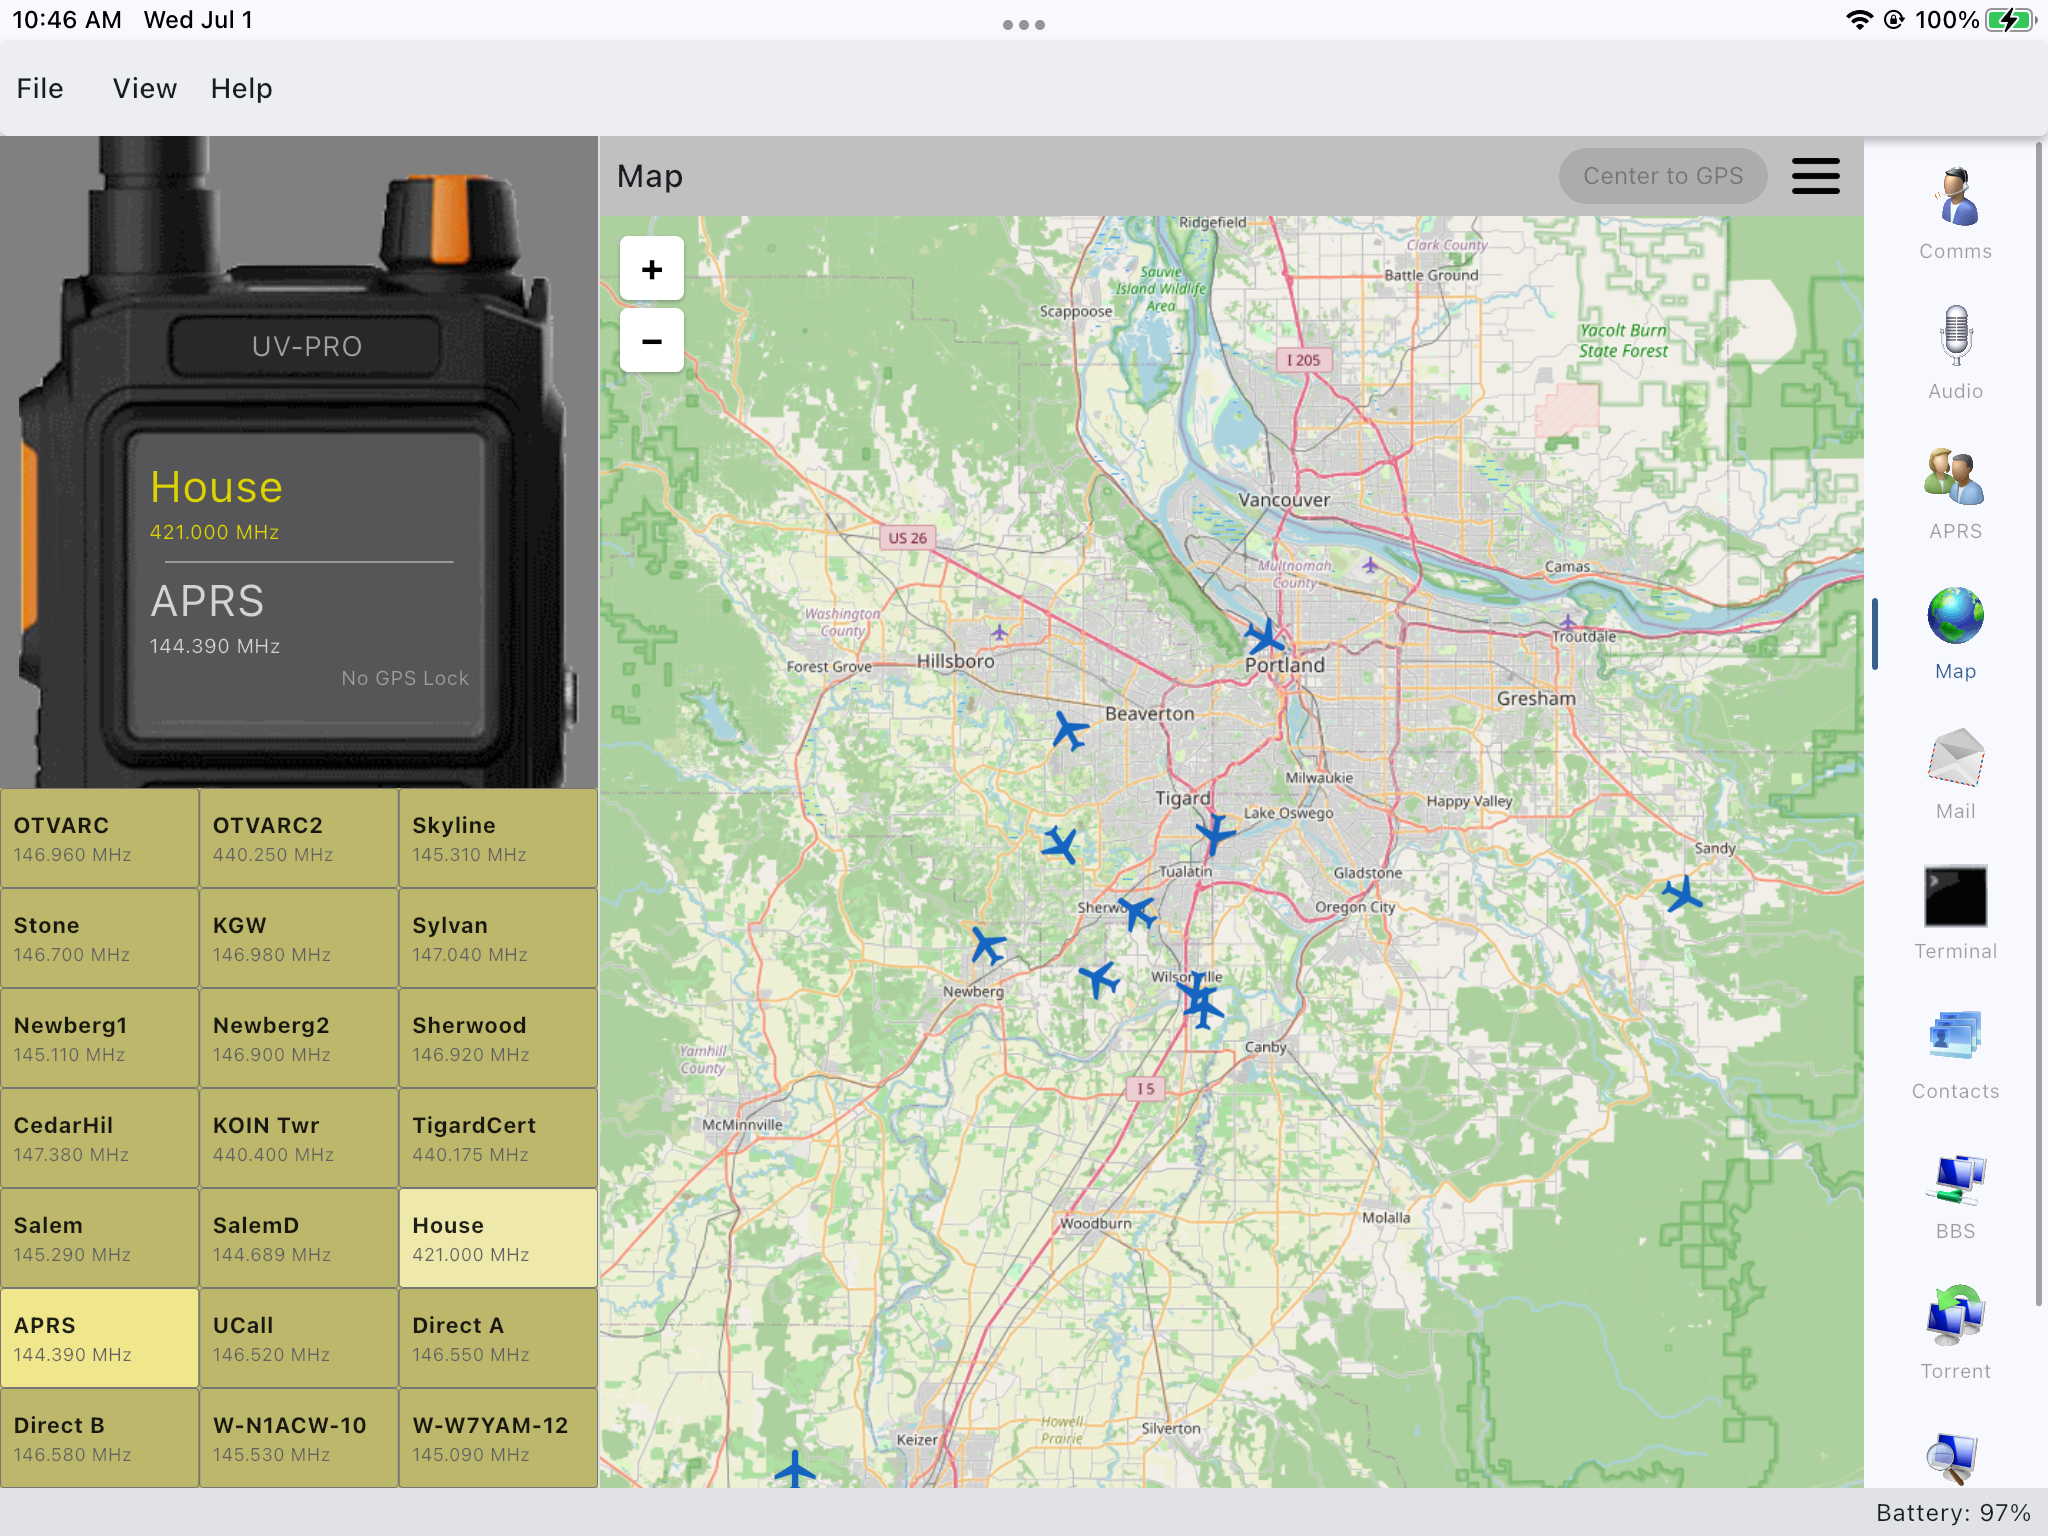 10:46 AM Wed Jul 1
100%
File View Help
UV-PRO
House
421.000 MHz
APRS
144.390 MHz
No GPS Lock
OTVARC
146.960 MHz
OTVARC2
440.250 MHz
Skyline
145.310 MHz
Stone
146.700 MHz
KGW
146.980 MHz
Sylvan
147.040 MHz
Newberg1
145.110 MHz
Newberg2
146.900 MHz
Sherwood
146.920 MHz
CedarHil
147.380 MHz
KOIN Twr
440.400 MHz
TigardCert
440.175 MHz
Salem
145.290 MHz
SalemD
144.689 MHz
House
421.000 MHz
APRS
144.390 MHz
UCall
146.520 MHz
Direct A
146.550 MHz
Direct B
146.580 MHz
W-N1ACW-10
145.530 MHz
W-W7YAM-12
145.090 MHz
Map
Center to GPS
+
−
Ridgefield
Clark County
Battle Ground
Sauvie
Island Wildlife
Area
Scappoose
Yacolt Burn
State Forest
I 205
Vancouver
US 26
Multnomah
County
Camas
Washington
County
Troutdale
Forest Grove
Hillsboro
Portland
Gresham
Beaverton
Milwaukie
Tigard
Happy Valley
Lake Oswego
Sandy
Tualatin
Gladstone
Oregon City
Wilsonville
Newberg
Canby
Yamhill
County
I 5
McMinnville
Woodburn
Molalla
Howell
Prairie
Silverton
Keizer
Comms
Audio
APRS
Map
Mail
Terminal
Contacts
BBS
Torrent
Battery: 97%